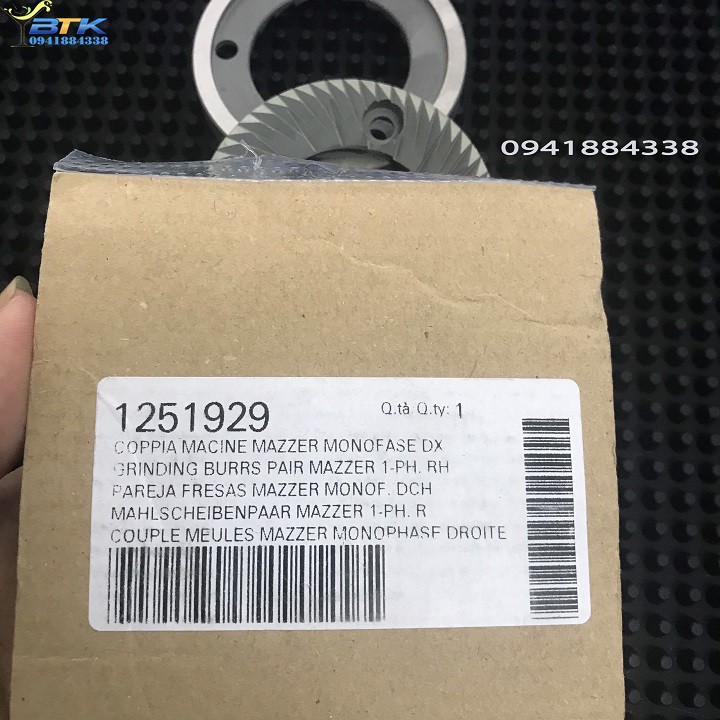 BTK
0941884338
0941884338
1251929 Q.tà Q.ty: 1
COPPIA MACINE MAZZER MONOFASE DX
GRINDING BURRS PAIR MAZZER 1-PH. RH
PAREJA FRESAS MAZZER MONOF. DCH
MAHLSCHEIBENPAAR MAZZER 1-PH. R
COUPLE MEULES MAZZER MONOPHASE DROITE